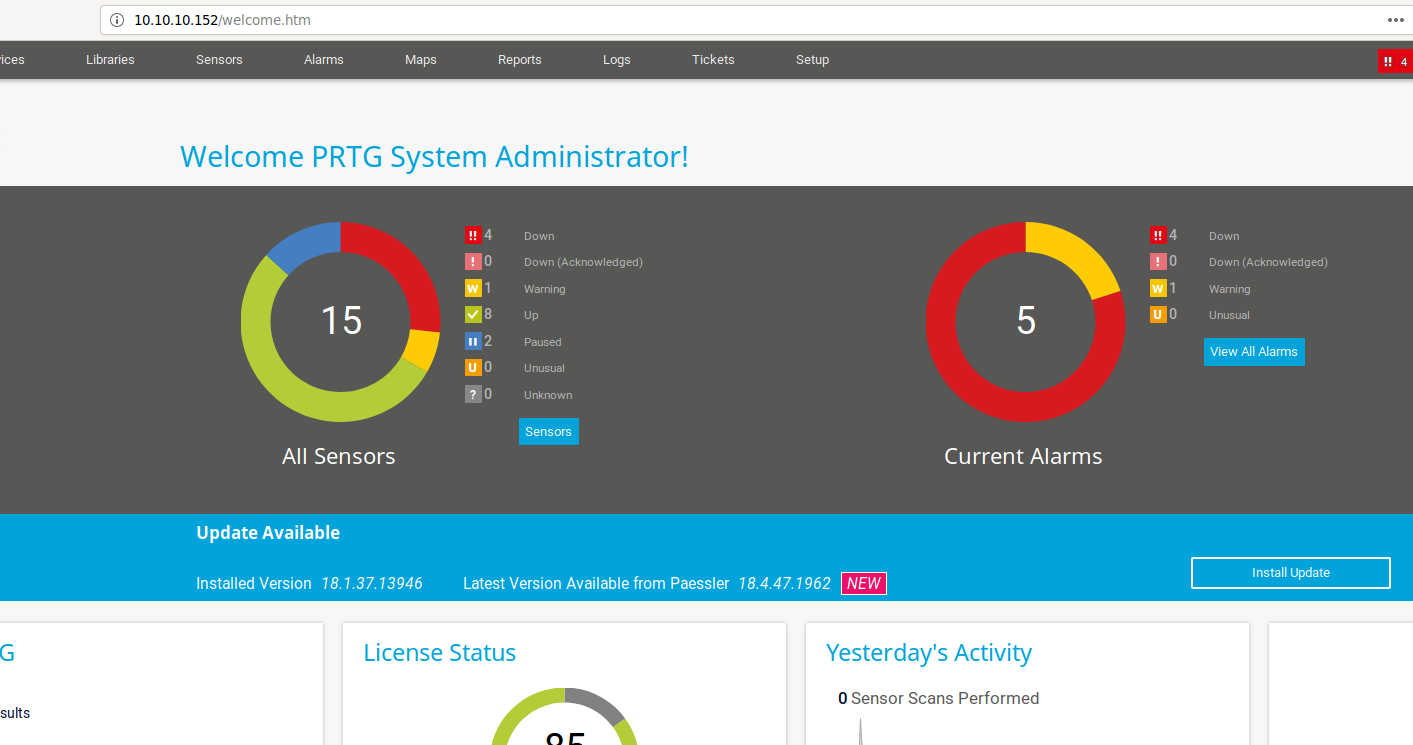 10.10.10.152/welcome.htm
ices Libraries Sensors Alarms Maps Reports Logs Tickets Setup !! 4
Welcome PRTG System Administrator!
15
!! 4 Down
! 0 Down (Acknowledged)
W 1 Warning
8 Up
2 Paused
U 0 Unusual
? 0 Unknown
Sensors
All Sensors
5
!! 4 Down
! 0 Down (Acknowledged)
W 1 Warning
U 0 Unusual
View All Alarms
Current Alarms
Update Available
Installed Version 18.1.37.13946 Latest Version Available from Paessler 18.4.47.1962 NEW
Install Update
G
sults
License Status
85
Yesterday's Activity
0 Sensor Scans Performed